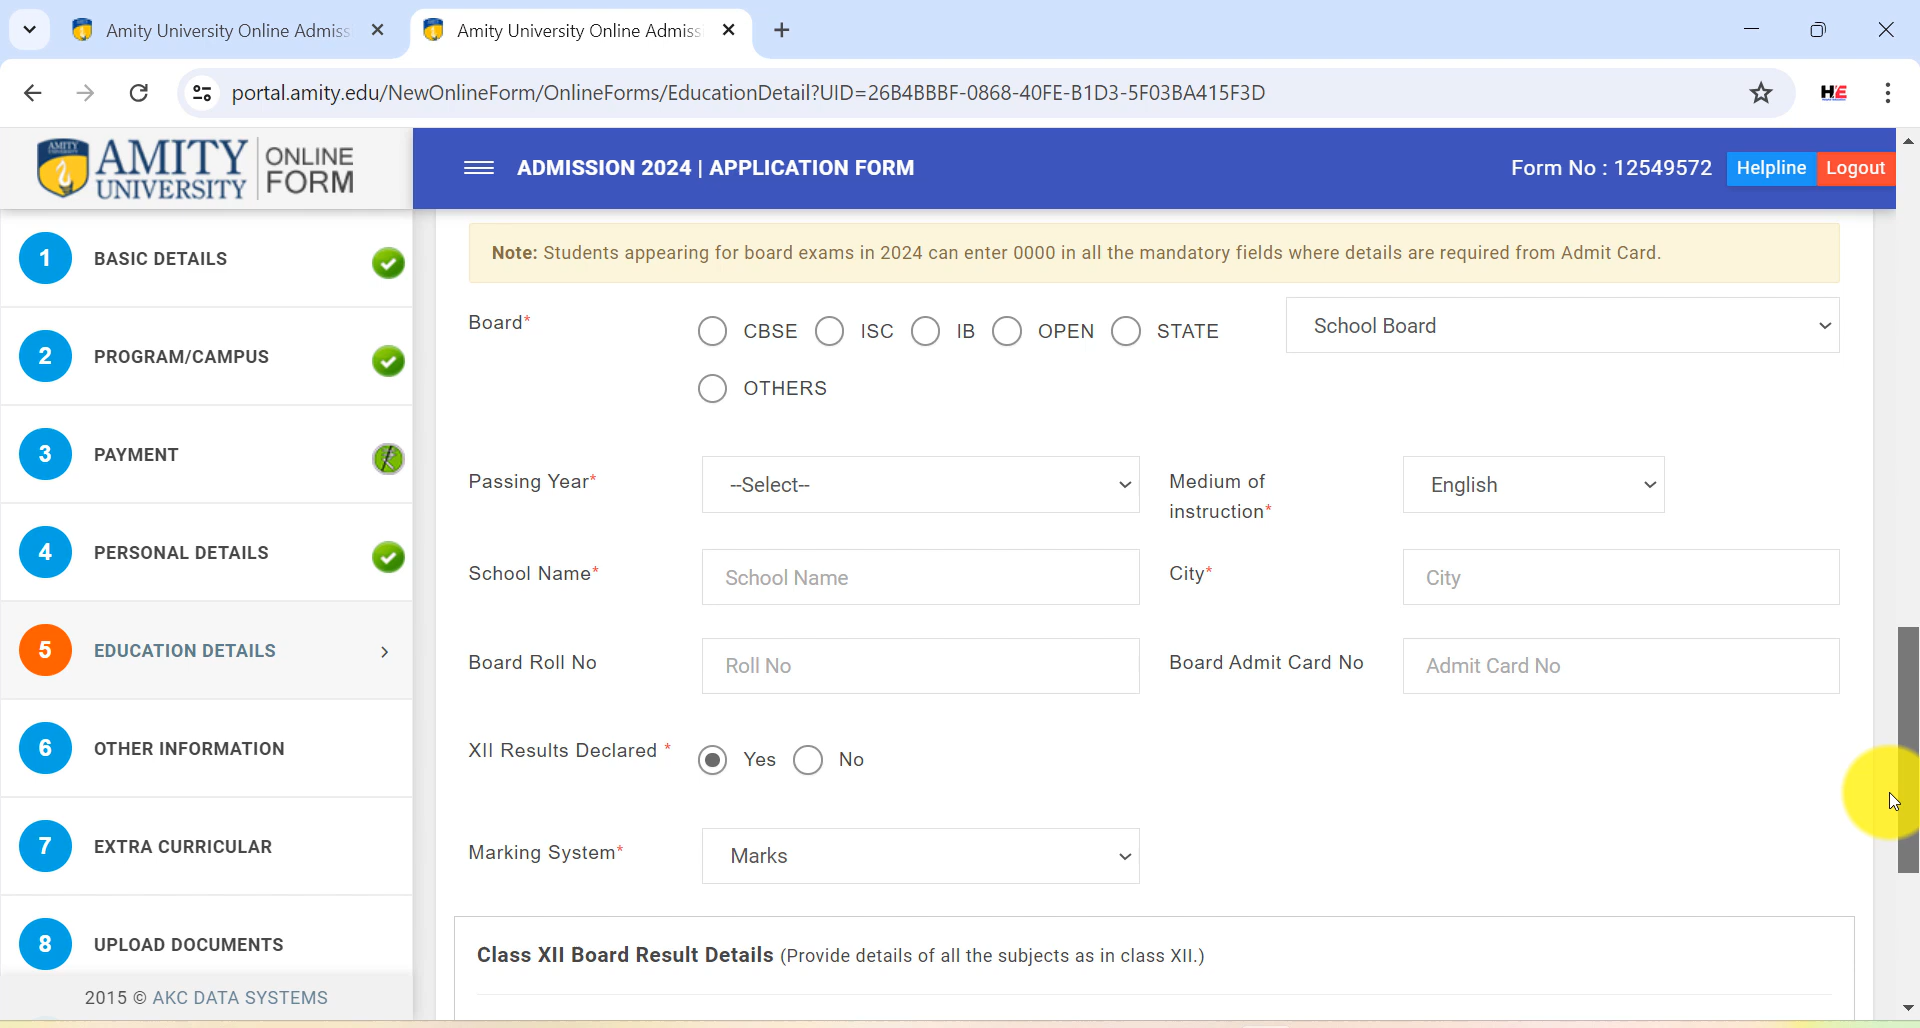 Amity University Online Admiss
Amity University Online Admiss
portal.amity.edu/NewOnlineForm/OnlineForms/EducationDetail?UID=26B4BBBF-0868-40FE-B1D3-5F03BA415F3D
HE
AMITY
AMITY UNIVERSITY
ONLINE FORM
ADMISSION 2024 | APPLICATION FORM
Form No : 12549572
Helpline
Logout
1 BASIC DETAILS
2 PROGRAM/CAMPUS
3 PAYMENT
4 PERSONAL DETAILS
5 EDUCATION DETAILS
6 OTHER INFORMATION
7 EXTRA CURRICULAR
8 UPLOAD DOCUMENTS
2015 © AKC DATA SYSTEMS
Note: Students appearing for board exams in 2024 can enter 0000 in all the mandatory fields where details are required from Admit Card.
Board* CBSE ISC IB OPEN STATE School Board
OTHERS
Passing Year* --Select-- Medium of
instruction* English
School Name* School Name City* City
Board Roll No Roll No Board Admit Card No Admit Card No
XII Results Declared * Yes No
Marking System* Marks
Class XII Board Result Details (Provide details of all the subjects as in class XII.)